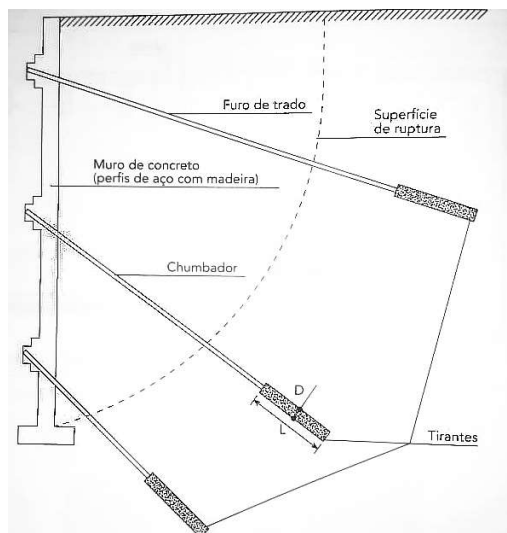 Furo de trado
Superfície
de ruptura
Muro de concreto
(perfis de aço com madeira)
Chumbador
D
L
Tirantes